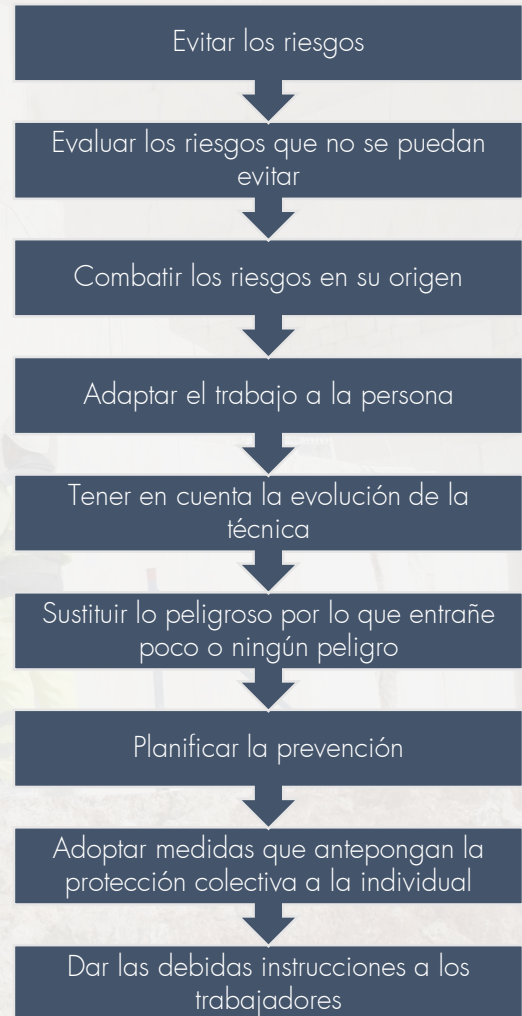 Evitar los riesgos
Evaluar los riesgos que no se puedan
evitar
Combatir los riesgos en su origen
Adaptar el trabajo a la persona
Tener en cuenta la evolución de la
técnica
Sustituir lo peligroso por lo que entrañe
poco o ningún peligro
Planificar la prevención
Adoptar medidas que antepongan la
protección colectiva a la individual
Dar las debidas instrucciones a los
trabajadores